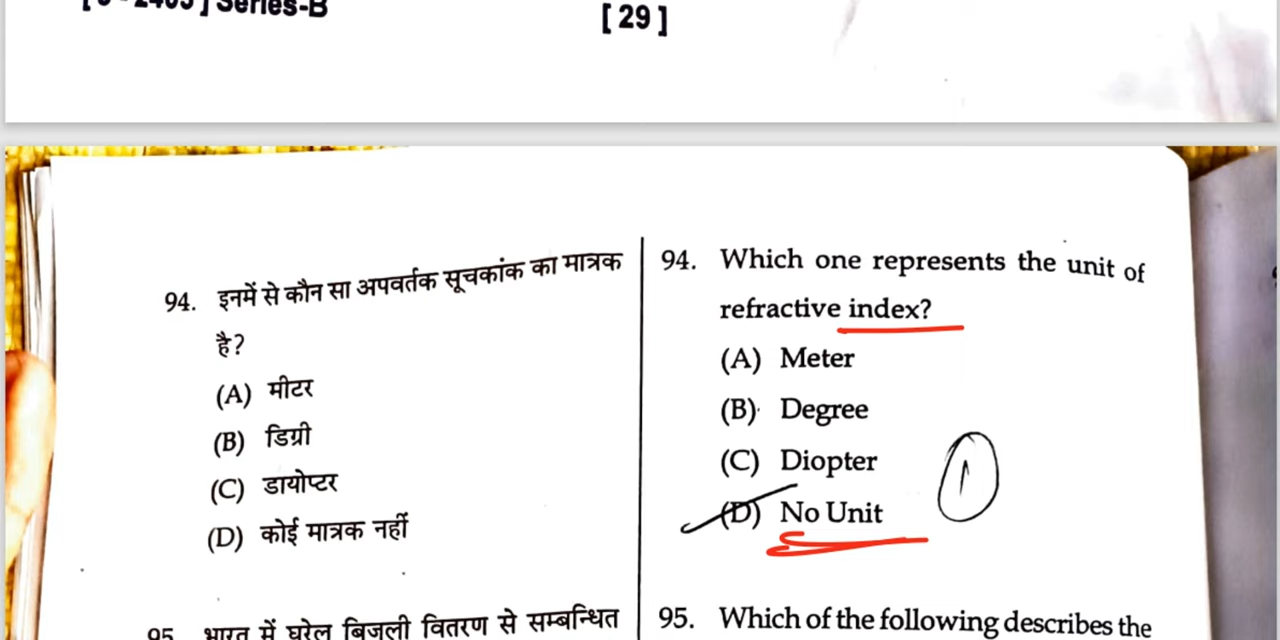 Series-B
[ 29 ]
94. इनमें से कौन सा अपवर्तक सूचकांक का मात्रक
है?
(A) मीटर
(B) डिग्री
(C) डायोप्टर
(D) कोई मात्रक नहीं
95. भारत में घरेलू बिजली वितरण से सम्बन्धित
94. Which one represents the unit of
refractive index?
(A) Meter
(B) Degree
(C) Diopter
(D) No Unit
1
95. Which of the following describes the